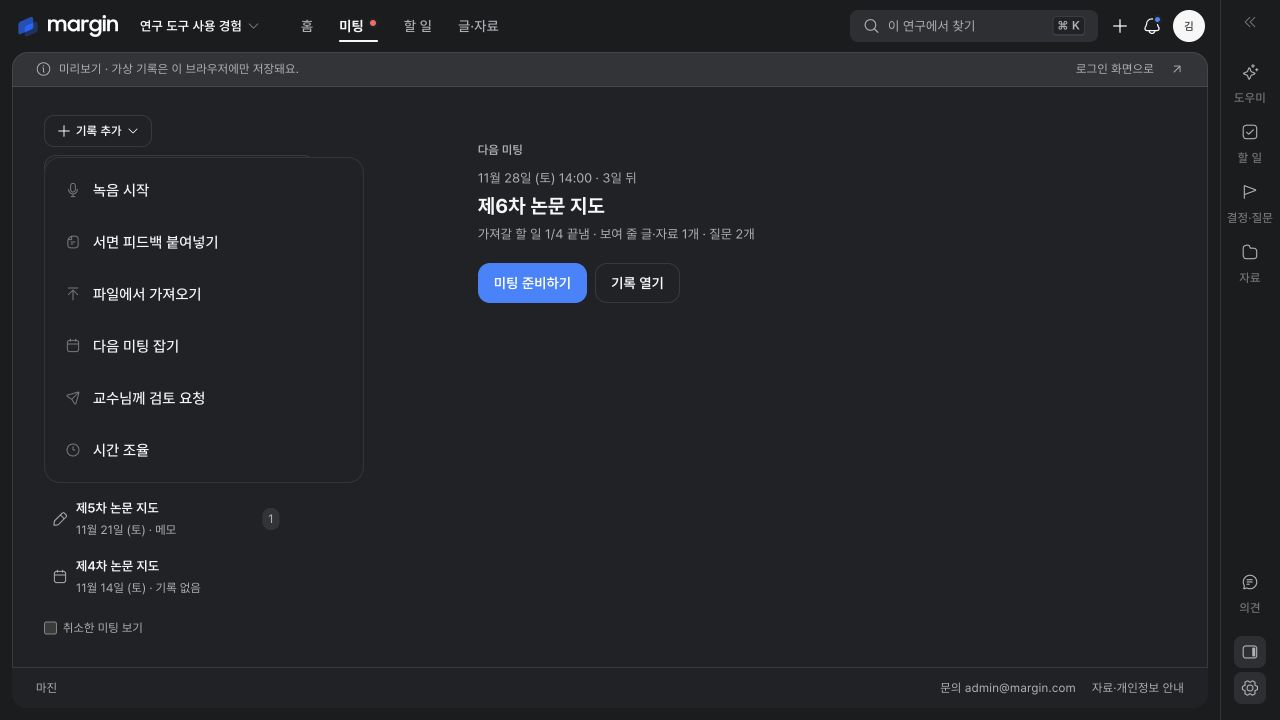 margin
연구 도구 사용 경험
홈
미팅
할 일
글·자료
이 연구에서 찾기
⌘ K
김
미리보기 · 가상 기록은 이 브라우저에만 저장돼요.
로그인 화면으로
기록 추가
녹음 시작
서면 피드백 붙여넣기
파일에서 가져오기
다음 미팅 잡기
교수님께 검토 요청
시간 조율
제5차 논문 지도
11월 21일 (토) · 메모
1
제4차 논문 지도
11월 14일 (토) · 기록 없음
취소한 미팅 보기
다음 미팅
11월 28일 (토) 14:00 · 3일 뒤
제6차 논문 지도
가져갈 할 일 1/4 끝냄 · 보여 줄 글·자료 1개 · 질문 2개
미팅 준비하기
기록 열기
도우미
할 일
결정·질문
자료
의견
마진
문의 admin@margin.com
자료·개인정보 안내